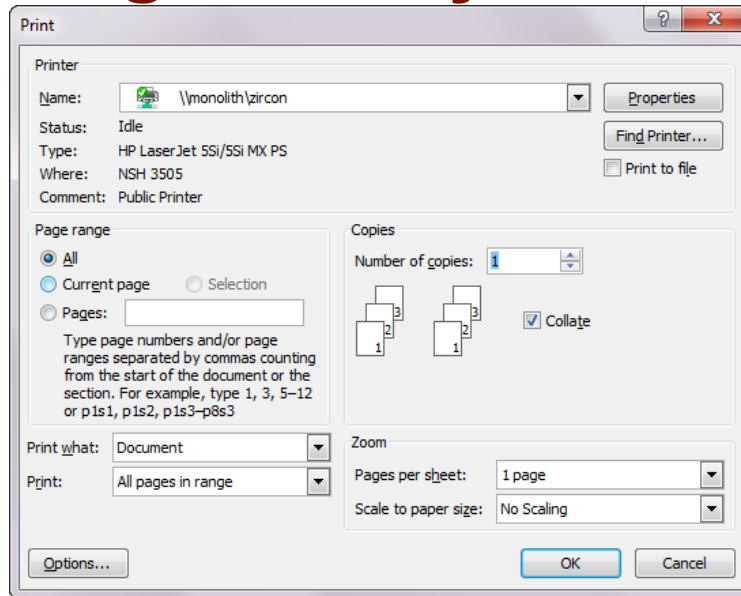 Print
Printer
Name: \\monolith\zircon
Properties
Status: Idle
Find Printer...
Type: HP LaserJet 5Si/5Si MX PS
Where: NSH 3505
Print to file
Comment: Public Printer
Page range
All
Current page
Selection
Pages:
Type page numbers and/or page
ranges separated by commas counting
from the start of the document or the
section. For example, type 1, 3, 5–12
or p1s1, p1s2, p1s3–p8s3
Copies
Number of copies: 1
3 3
2 2
1 1
Collate
Print what: Document
Print: All pages in range
Zoom
Pages per sheet: 1 page
Scale to paper size: No Scaling
Options...
OK
Cancel